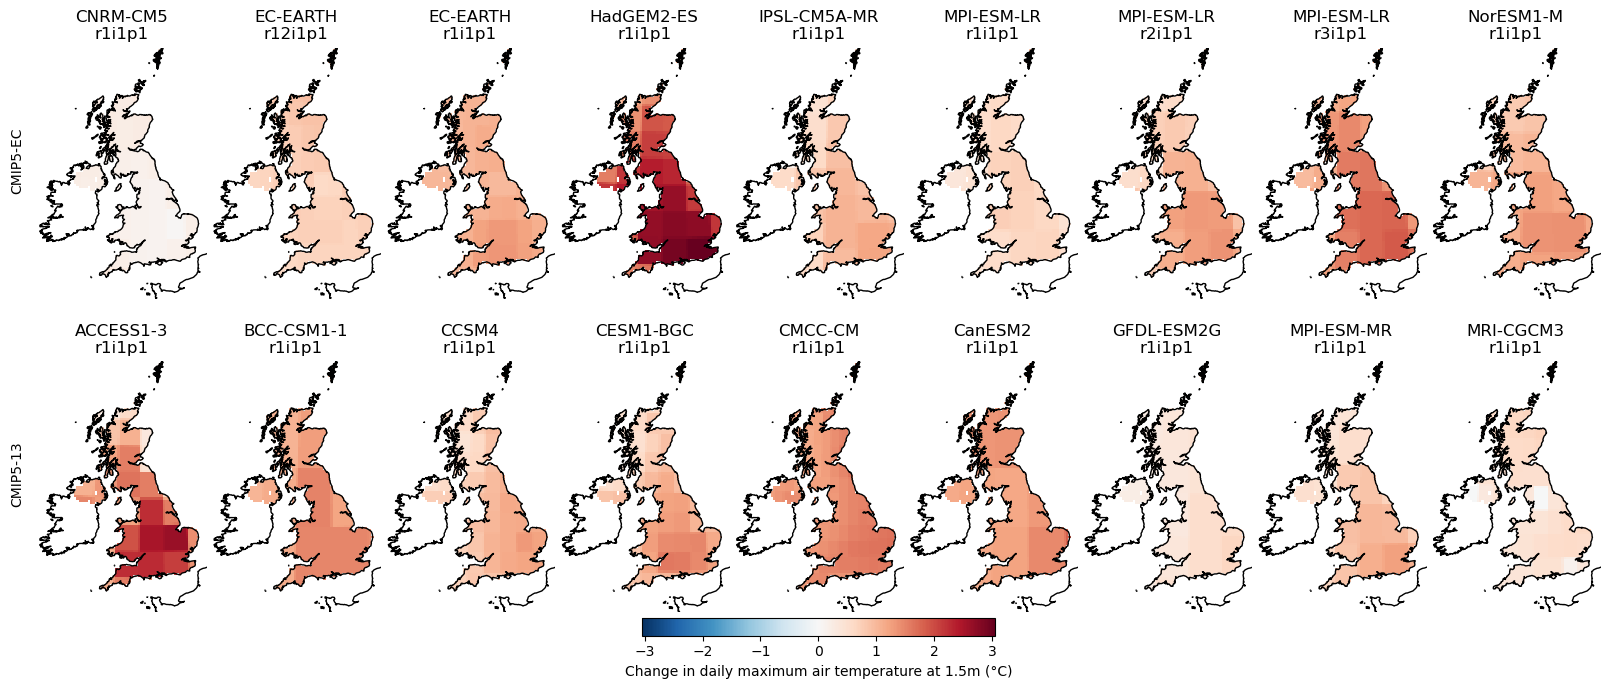 CNRM-CM5
r1i1p1
EC-EARTH
r12i1p1
EC-EARTH
r1i1p1
HadGEM2-ES
r1i1p1
IPSL-CM5A-MR
r1i1p1
MPI-ESM-LR
r1i1p1
MPI-ESM-LR
r2i1p1
MPI-ESM-LR
r3i1p1
NorESM1-M
r1i1p1
CMIP5-EC
ACCESS1-3
r1i1p1
BCC-CSM1-1
r1i1p1
CCSM4
r1i1p1
CESM1-BGC
r1i1p1
CMCC-CM
r1i1p1
CanESM2
r1i1p1
GFDL-ESM2G
r1i1p1
MPI-ESM-MR
r1i1p1
MRI-CGCM3
r1i1p1
CMIP5-13
−3 −2 −1 0 1 2 3
Change in daily maximum air temperature at 1.5m (°C)